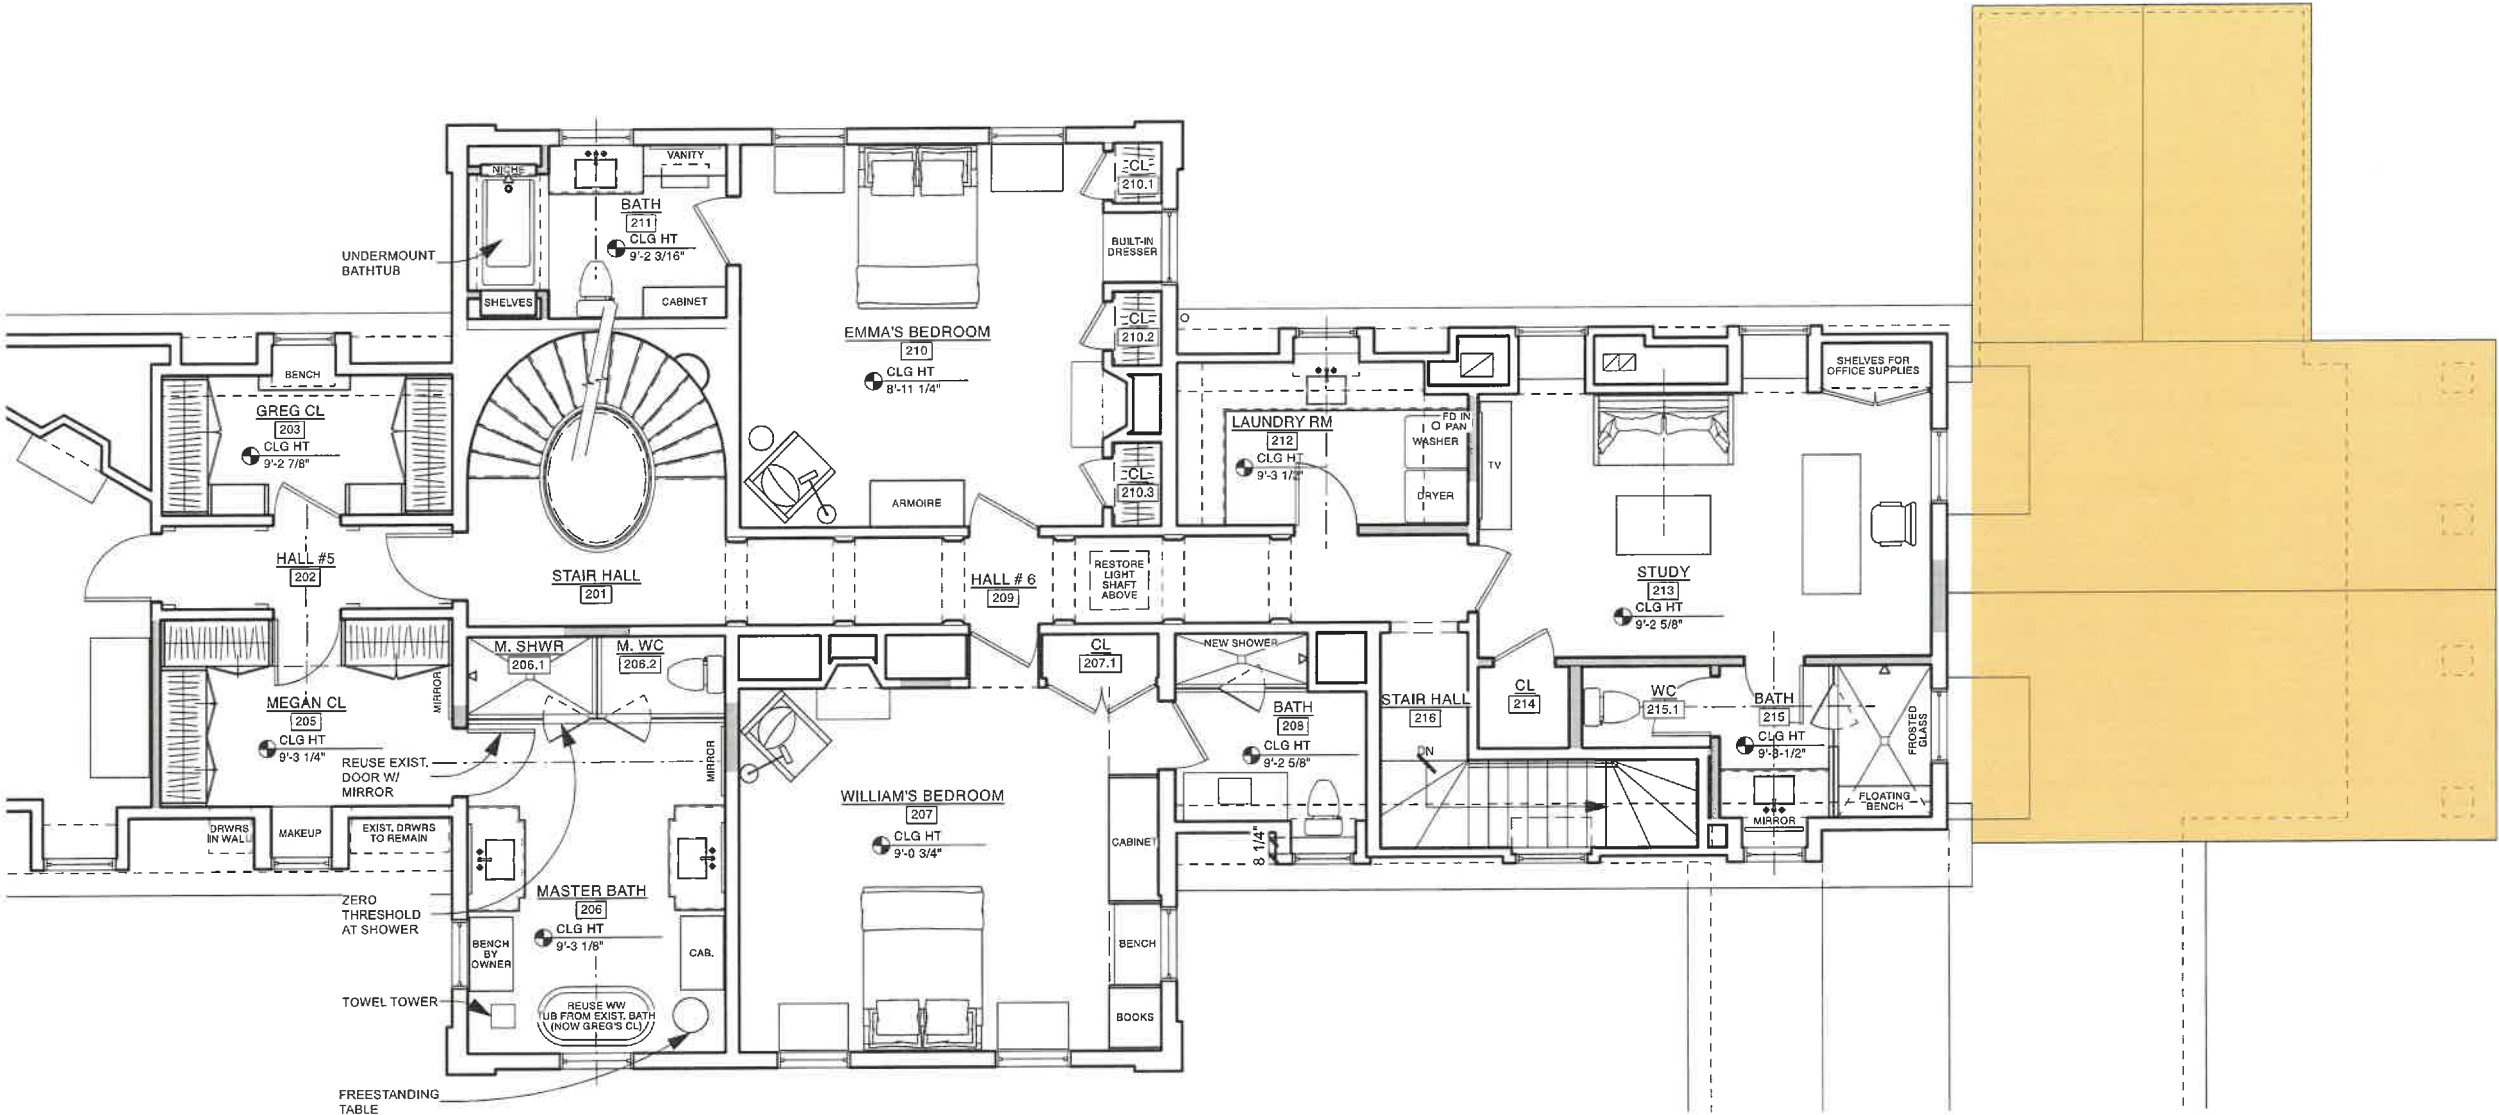 NICHE
VANITY
BATH
211
CLG HT
9'-2 3/16"
UNDERMOUNT
BATHTUB
SHELVES
CABINET
CL
210.1
BUILT-IN
DRESSER
EMMA'S BEDROOM
210
CLG HT
8'-11 1/4"
CL
210.2
SHELVES FOR
OFFICE SUPPLIES
BENCH
GREG CL
203
CLG HT
9'-2 7/8"
LAUNDRY RM
212
CLG HT
FD IN
PAN
WASHER
DRYER
TV
CL
210.3
ARMOIRE
HALL #5
202
STAIR HALL
201
HALL # 6
209
RESTORE
LIGHT
SHAFT
ABOVE
STUDY
213
CLG HT
9'-2 5/8"
M. SHWR
206.1
M. WC
206.2
CL
207.1
NEW SHOWER
MEGAN CL
205
CLG HT
9'-3 1/4"
MIRROR
REUSE EXIST.
DOOR W/
MIRROR
MIRROR
BATH
208
CLG HT
9'-2 5/8"
STAIR HALL
216
DN
CL
214
WC
215.1
BATH
215
CLG HT
9'-8-1/2"
FROSTED
GLASS
FLOATING
BENCH
MIRROR
WILLIAM'S BEDROOM
207
CLG HT
9'-0 3/4"
CABINET
8 1/4"
DRWRS
IN WALL
MAKEUP
EXIST. DRWRS
TO REMAIN
ZERO
THRESHOLD
AT SHOWER
MASTER BATH
206
CLG HT
9'-3 1/8"
BENCH
BY
OWNER
CAB.
BENCH
TOWEL TOWER
REUSE WW
UB FROM EXIST. BATH
(NOW GREG'S CL)
BOOKS
FREESTANDING
TABLE